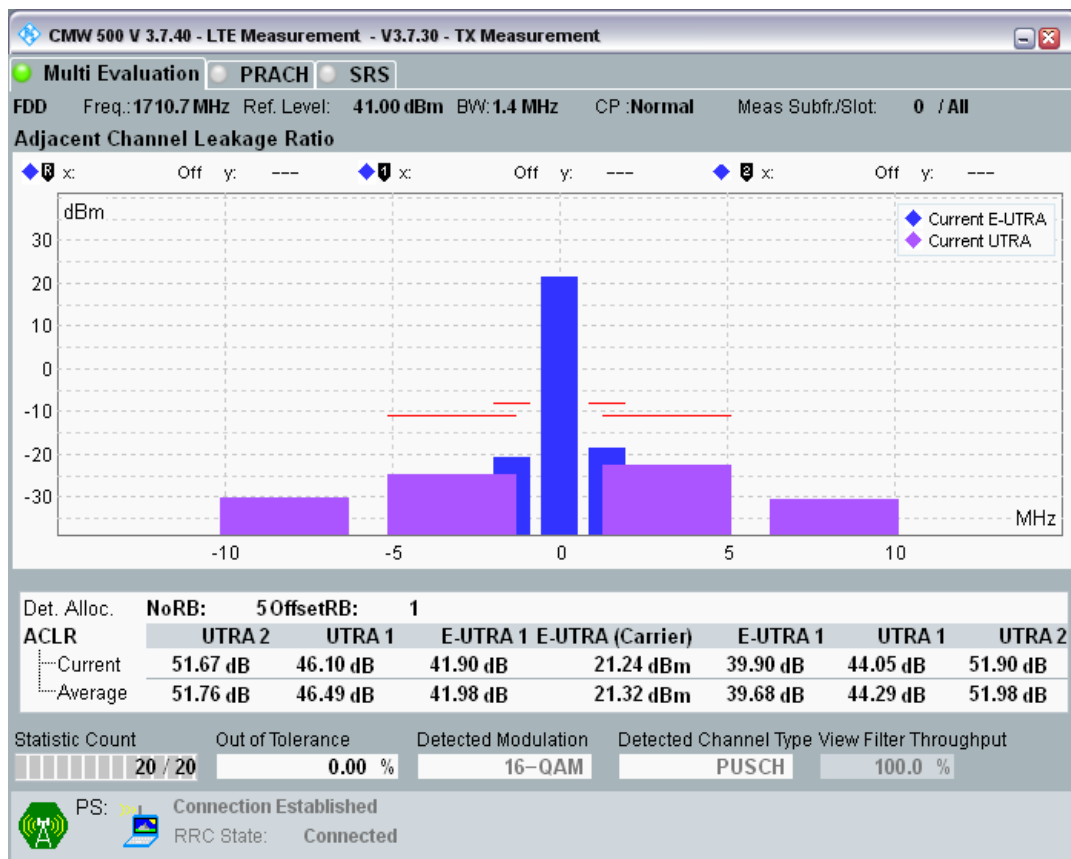 CMW 500 V 3.7.40 - LTE Measurement - V3.7.30 - TX Measurement
Multi Evaluation PRACH SRS
FDD Freq.:1710.7 MHz Ref. Level: 41.00 dBm BW:1.4 MHz CP :Normal Meas Subfr./Slot: 0 / All
Adjacent Channel Leakage Ratio
R x: Off y: --- 1 x: Off y: --- 2 x: Off y: ---
dBm
Current E-UTRA
Current UTRA
30
20
10
0
-10
-20
-30
MHz
-10 -5 0 5 10
Det. Alloc. NoRB: 5 OffsetRB: 1
ACLR UTRA 2 UTRA 1 E-UTRA 1 E-UTRA (Carrier) E-UTRA 1 UTRA 1 UTRA 2
Current 51.67 dB 46.10 dB 41.90 dB 21.24 dBm 39.90 dB 44.05 dB 51.90 dB
Average 51.76 dB 46.49 dB 41.98 dB 21.32 dBm 39.68 dB 44.29 dB 51.98 dB
Statistic Count Out of Tolerance Detected Modulation Detected Channel Type View Filter Throughput
20 / 20 0.00 % 16-QAM PUSCH 100.0 %
PS: Connection Established
RRC State: Connected